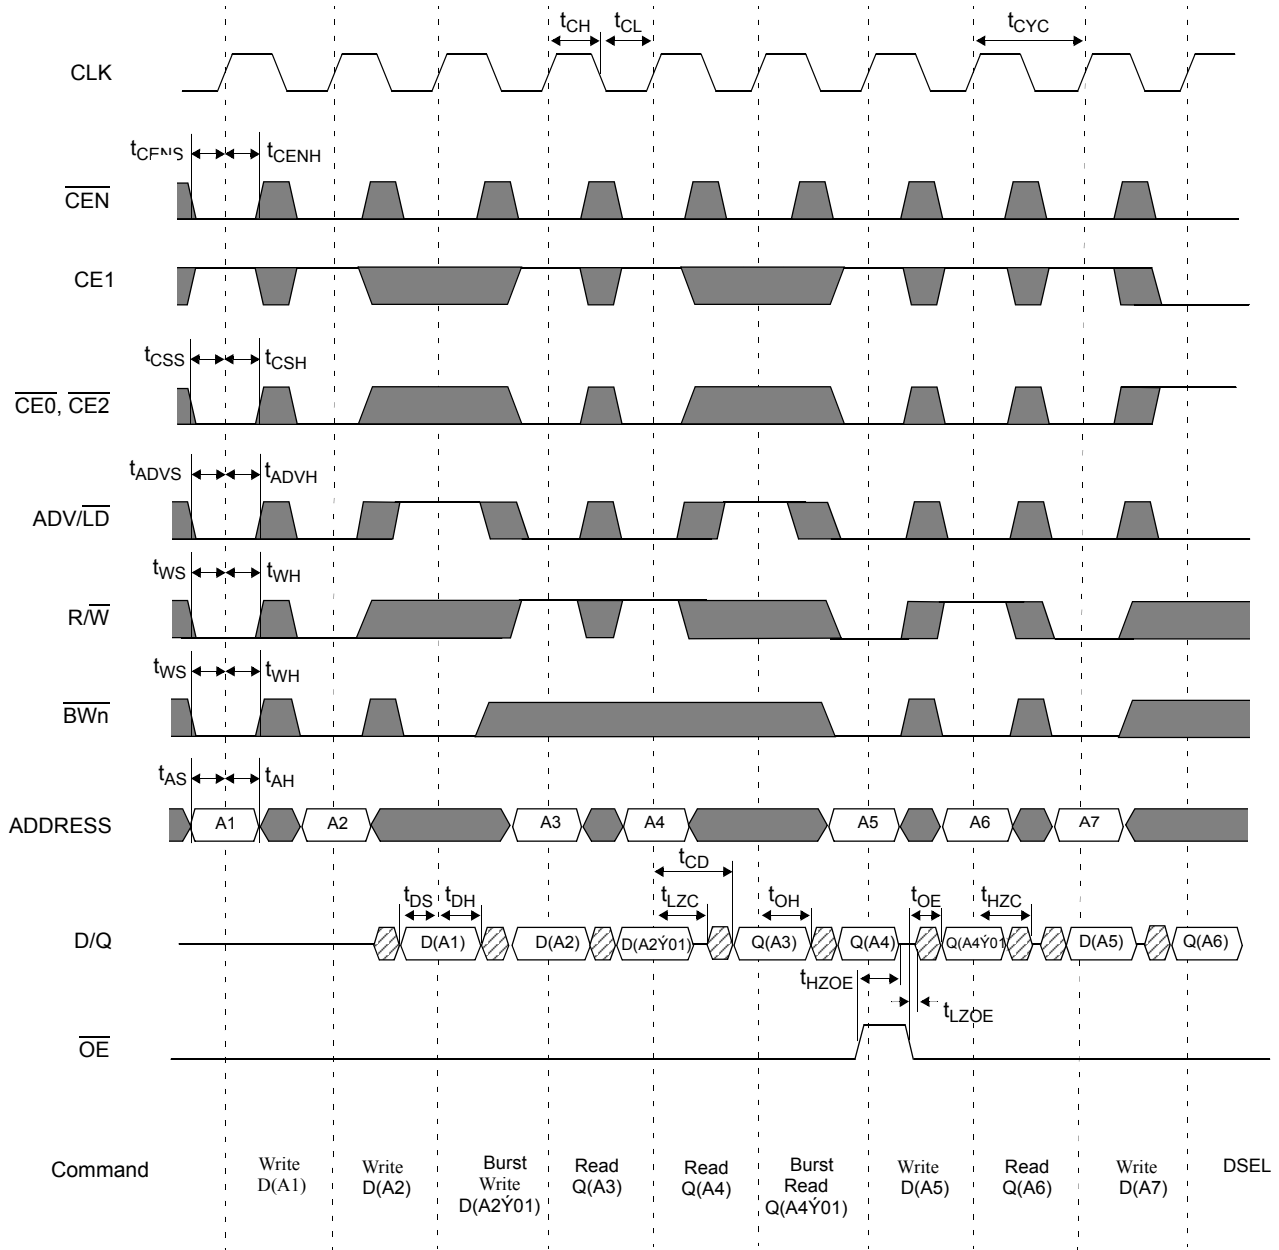 tCH tCL tCYC
CLK
tCENS tCENH
CEN
CE1
tCSS tCSH
CE0, CE2
tADVS tADVH
ADV/LD
tWS tWH
R/W
tWS tWH
BWn
tAS tAH
ADDRESS A1 A2 A3 A4 A5 A6 A7
tCD
tDS tDH tLZC tOH tOE tHZC
D/Q D(A1) D(A2) D(A2Ý01) Q(A3) Q(A4) Q(A4Ý01 D(A5) Q(A6)
tHZOE
tLZOE
OE
Command
Write
D(A1)
Write
D(A2)
Burst
Write
D(A2Ý01)
Read
Q(A3)
Read
Q(A4)
Burst
Read
Q(A4Ý01)
Write
D(A5)
Read
Q(A6)
Write
D(A7)
DSEL